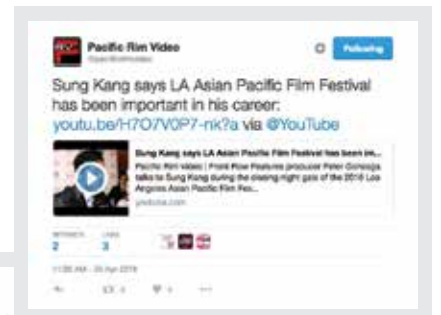 Pacific Rim Video
Following
Sung Kang says LA Asian Pacific Film Festival
has been important in his career:
youtu.be/H7O7V0P7-nk?a via @YouTube
Sung Kang says LA Asian Pacific Film Festival has been im...
Pacific Rim Video | Front Row Features producer Peter
talks to Sung Kang during the closing night gala of the 2016 Los
Angeles Asian Pacific Film Fes...
youtube.com
RETWEETS
LIKES
2
3